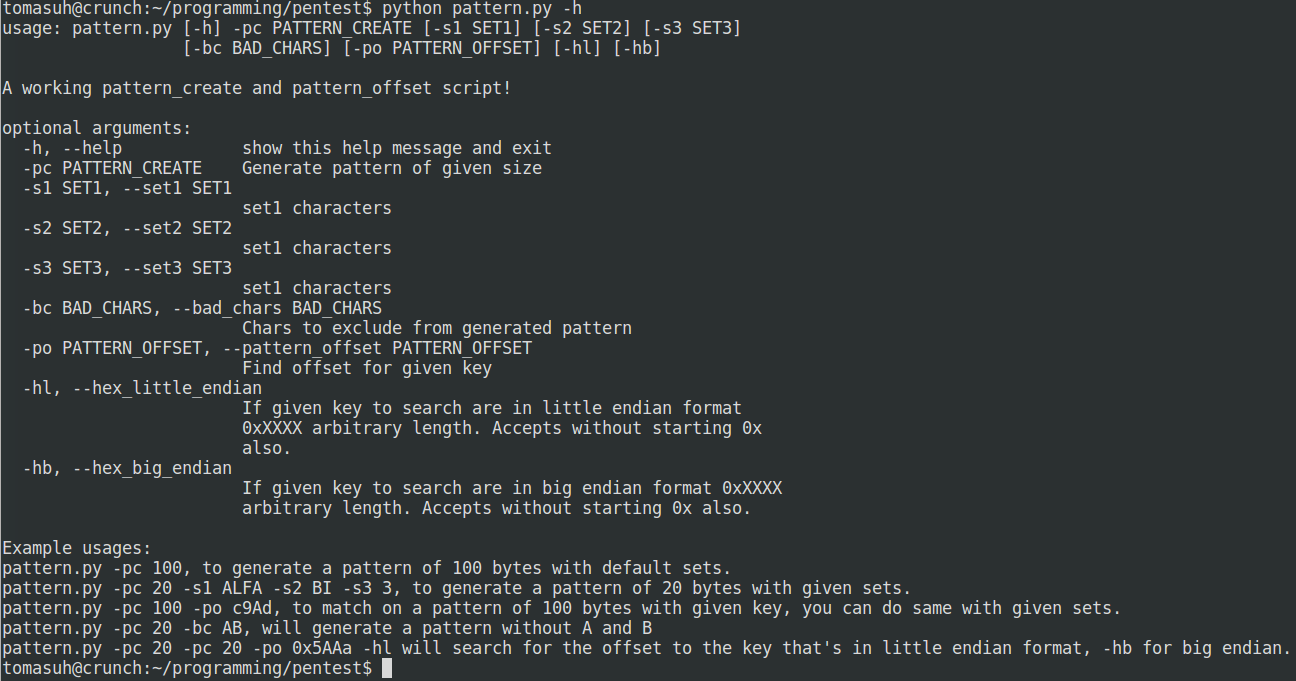 tomasuh@crunch:~/programming/pentest$ python pattern.py -h
usage: pattern.py [-h] -pc PATTERN_CREATE [-s1 SET1] [-s2 SET2] [-s3 SET3]
[-bc BAD_CHARS] [-po PATTERN_OFFSET] [-hl] [-hb]
A working pattern_create and pattern_offset script!
optional arguments:
-h, --help show this help message and exit
-pc PATTERN_CREATE Generate pattern of given size
-s1 SET1, --set1 SET1
set1 characters
-s2 SET2, --set2 SET2
set1 characters
-s3 SET3, --set3 SET3
set1 characters
-bc BAD_CHARS, --bad_chars BAD_CHARS
Chars to exclude from generated pattern
-po PATTERN_OFFSET, --pattern_offset PATTERN_OFFSET
Find offset for given key
-hl, --hex_little_endian
If given key to search are in little endian format
0xXXXX arbitrary length. Accepts without starting 0x
also.
-hb, --hex_big_endian
If given key to search are in big endian format 0xXXXX
arbitrary length. Accepts without starting 0x also.
Example usages:
pattern.py -pc 100, to generate a pattern of 100 bytes with default sets.
pattern.py -pc 20 -s1 ALFA -s2 BI -s3 3, to generate a pattern of 20 bytes with given sets.
pattern.py -pc 100 -po c9Ad, to match on a pattern of 100 bytes with given key, you can do same with given sets.
pattern.py -pc 20 -bc AB, will generate a pattern without A and B
pattern.py -pc 20 -pc 20 -po 0x5AAa -hl will search for the offset to the key that's in little endian format, -hb for big endian.
tomasuh@crunch:~/programming/pentest$